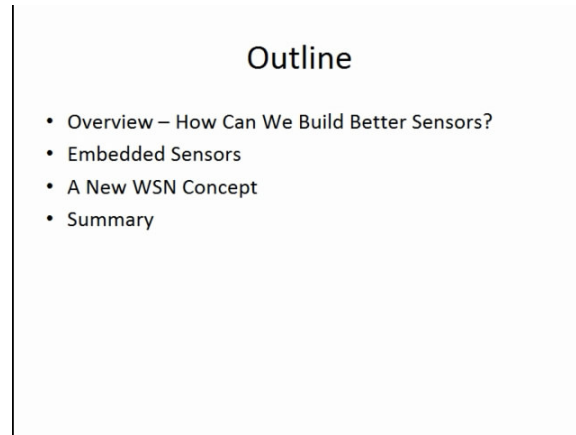 Outline
• Overview – How Can We Build Better Sensors?
• Embedded Sensors
• A New WSN Concept
• Summary